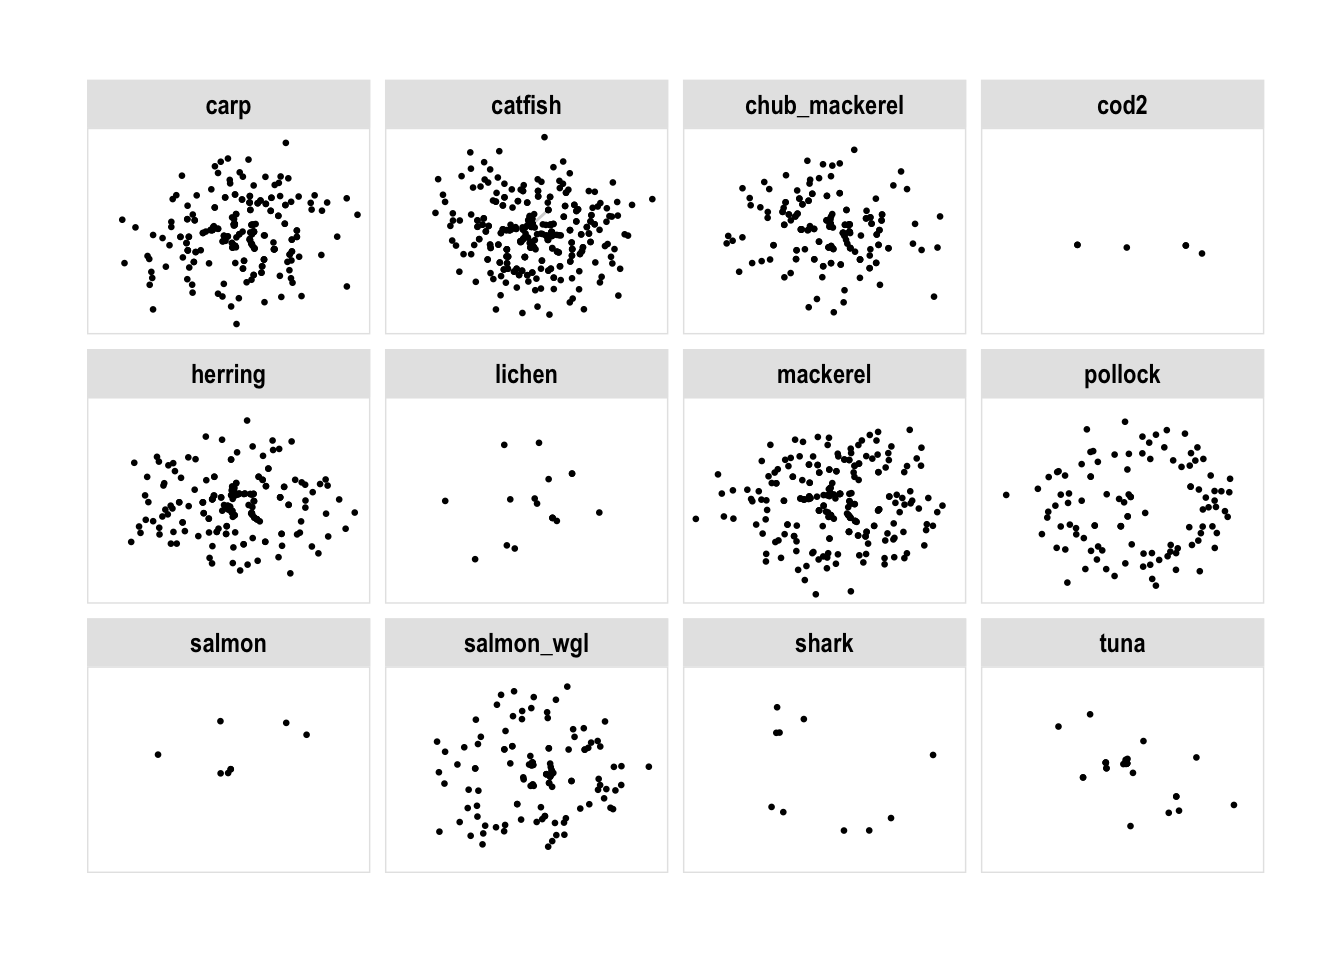 carp
catfish
chub_mackerel
cod2
herring
lichen
mackerel
pollock
salmon
salmon_wgl
shark
tuna